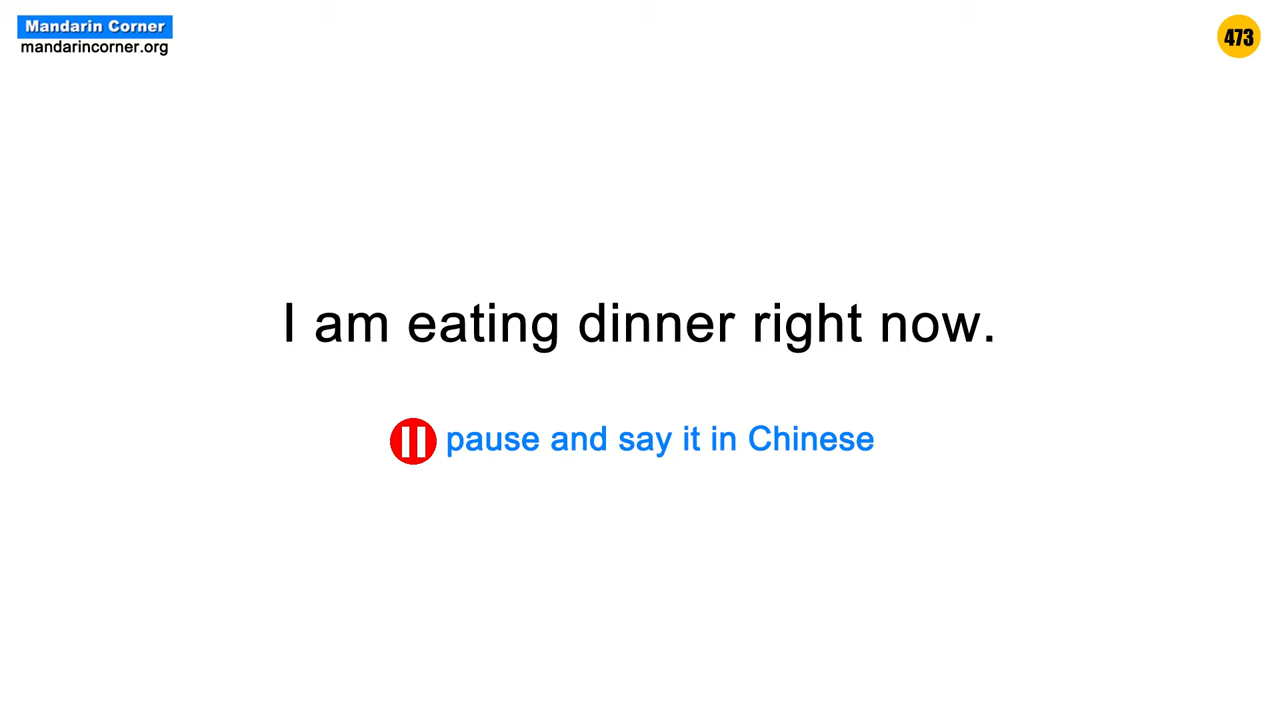 Mandarin Corner
mandarincorner.org
473
I am eating dinner right now.
pause and say it in Chinese